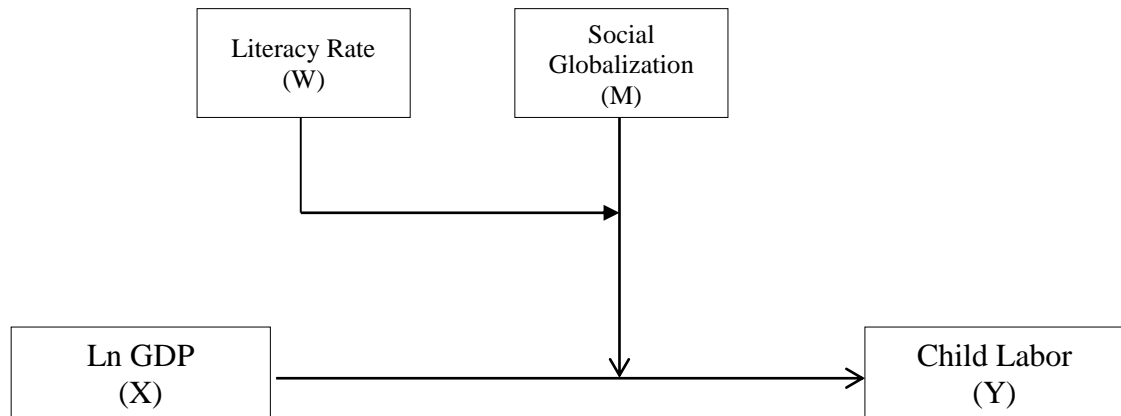 Literacy Rate
(W)
Social
Globalization
(M)
Ln GDP
(X)
Child Labor
(Y)